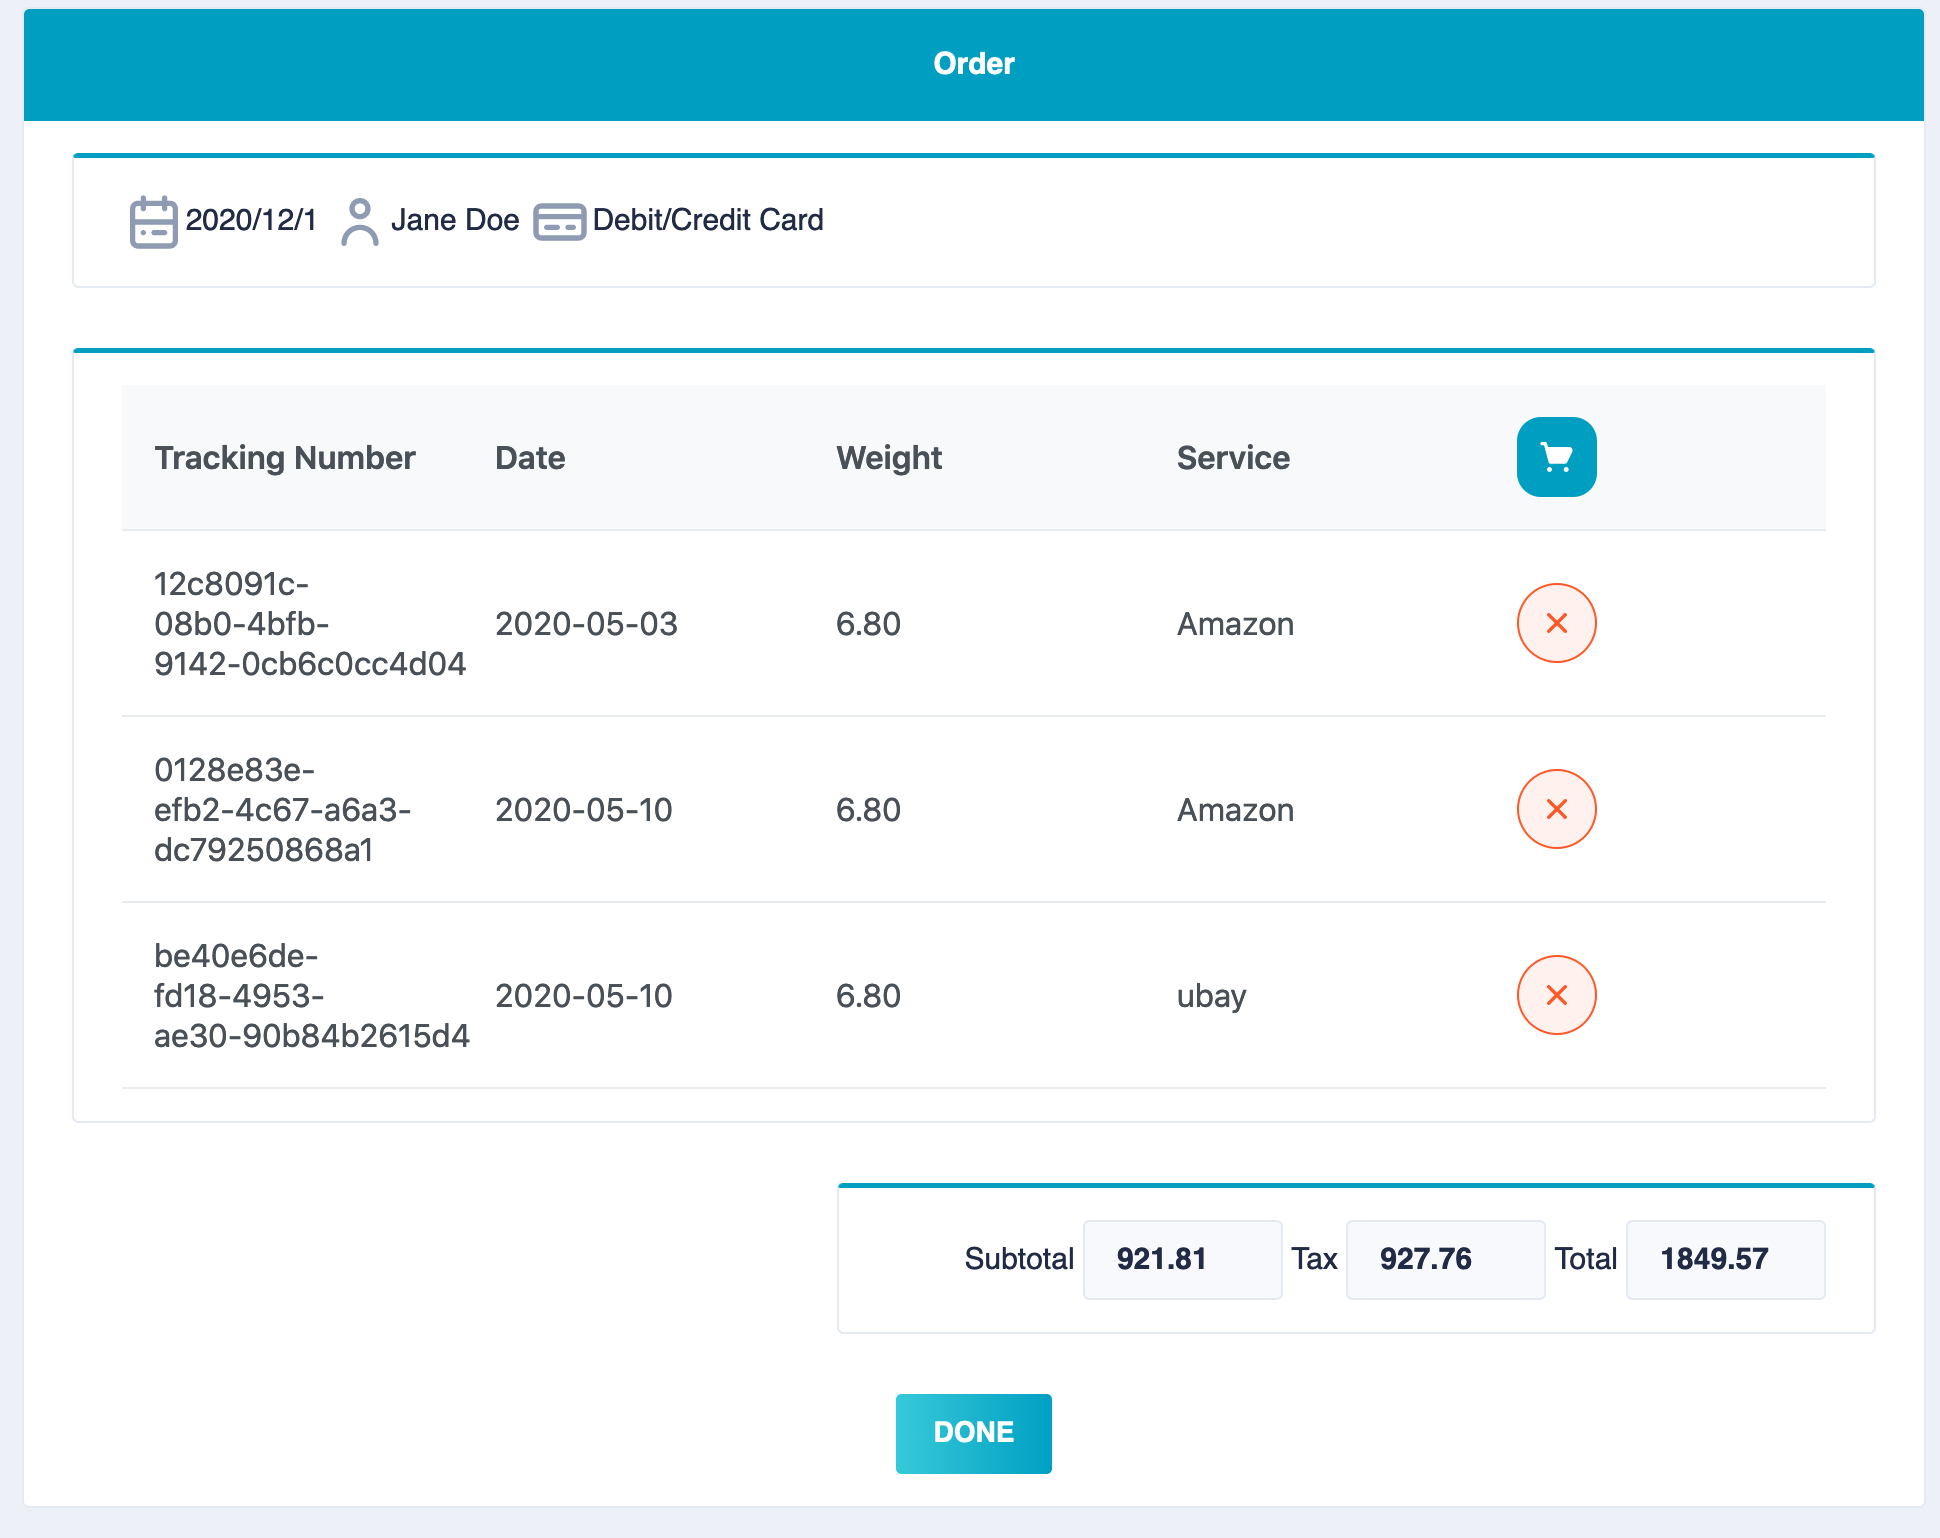 Order
2020/12/1 Jane Doe Debit/Credit Card
Tracking Number Date Weight Service
12c8091c-
08b0-4bfb-
9142-0cb6c0cc4d04
2020-05-03 6.80 Amazon
0128e83e-
efb2-4c67-a6a3-
dc79250868a1
2020-05-10 6.80 Amazon
be40e6de-
fd18-4953-
ae30-90b84b2615d4
2020-05-10 6.80 ubay
Subtotal 921.81 Tax 927.76 Total 1849.57
DONE